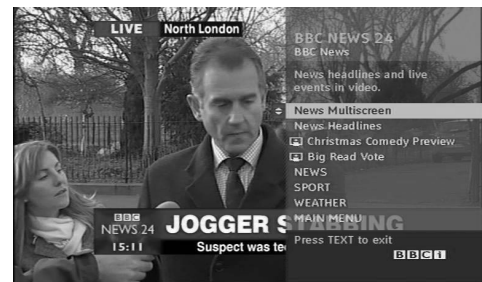 LIVE North London
BBC NEWS 24
BBC News
News headlines and live
events in video.
News Multiscreen
News Headlines
Christmas Comedy Preview
Big Read Vote
NEWS
SPORT
WEATHER
MAIN MENU
Press TEXT to exit
BBC 1
BBC
NEWS 24
15:11
JOGGER STABBING
Suspect was